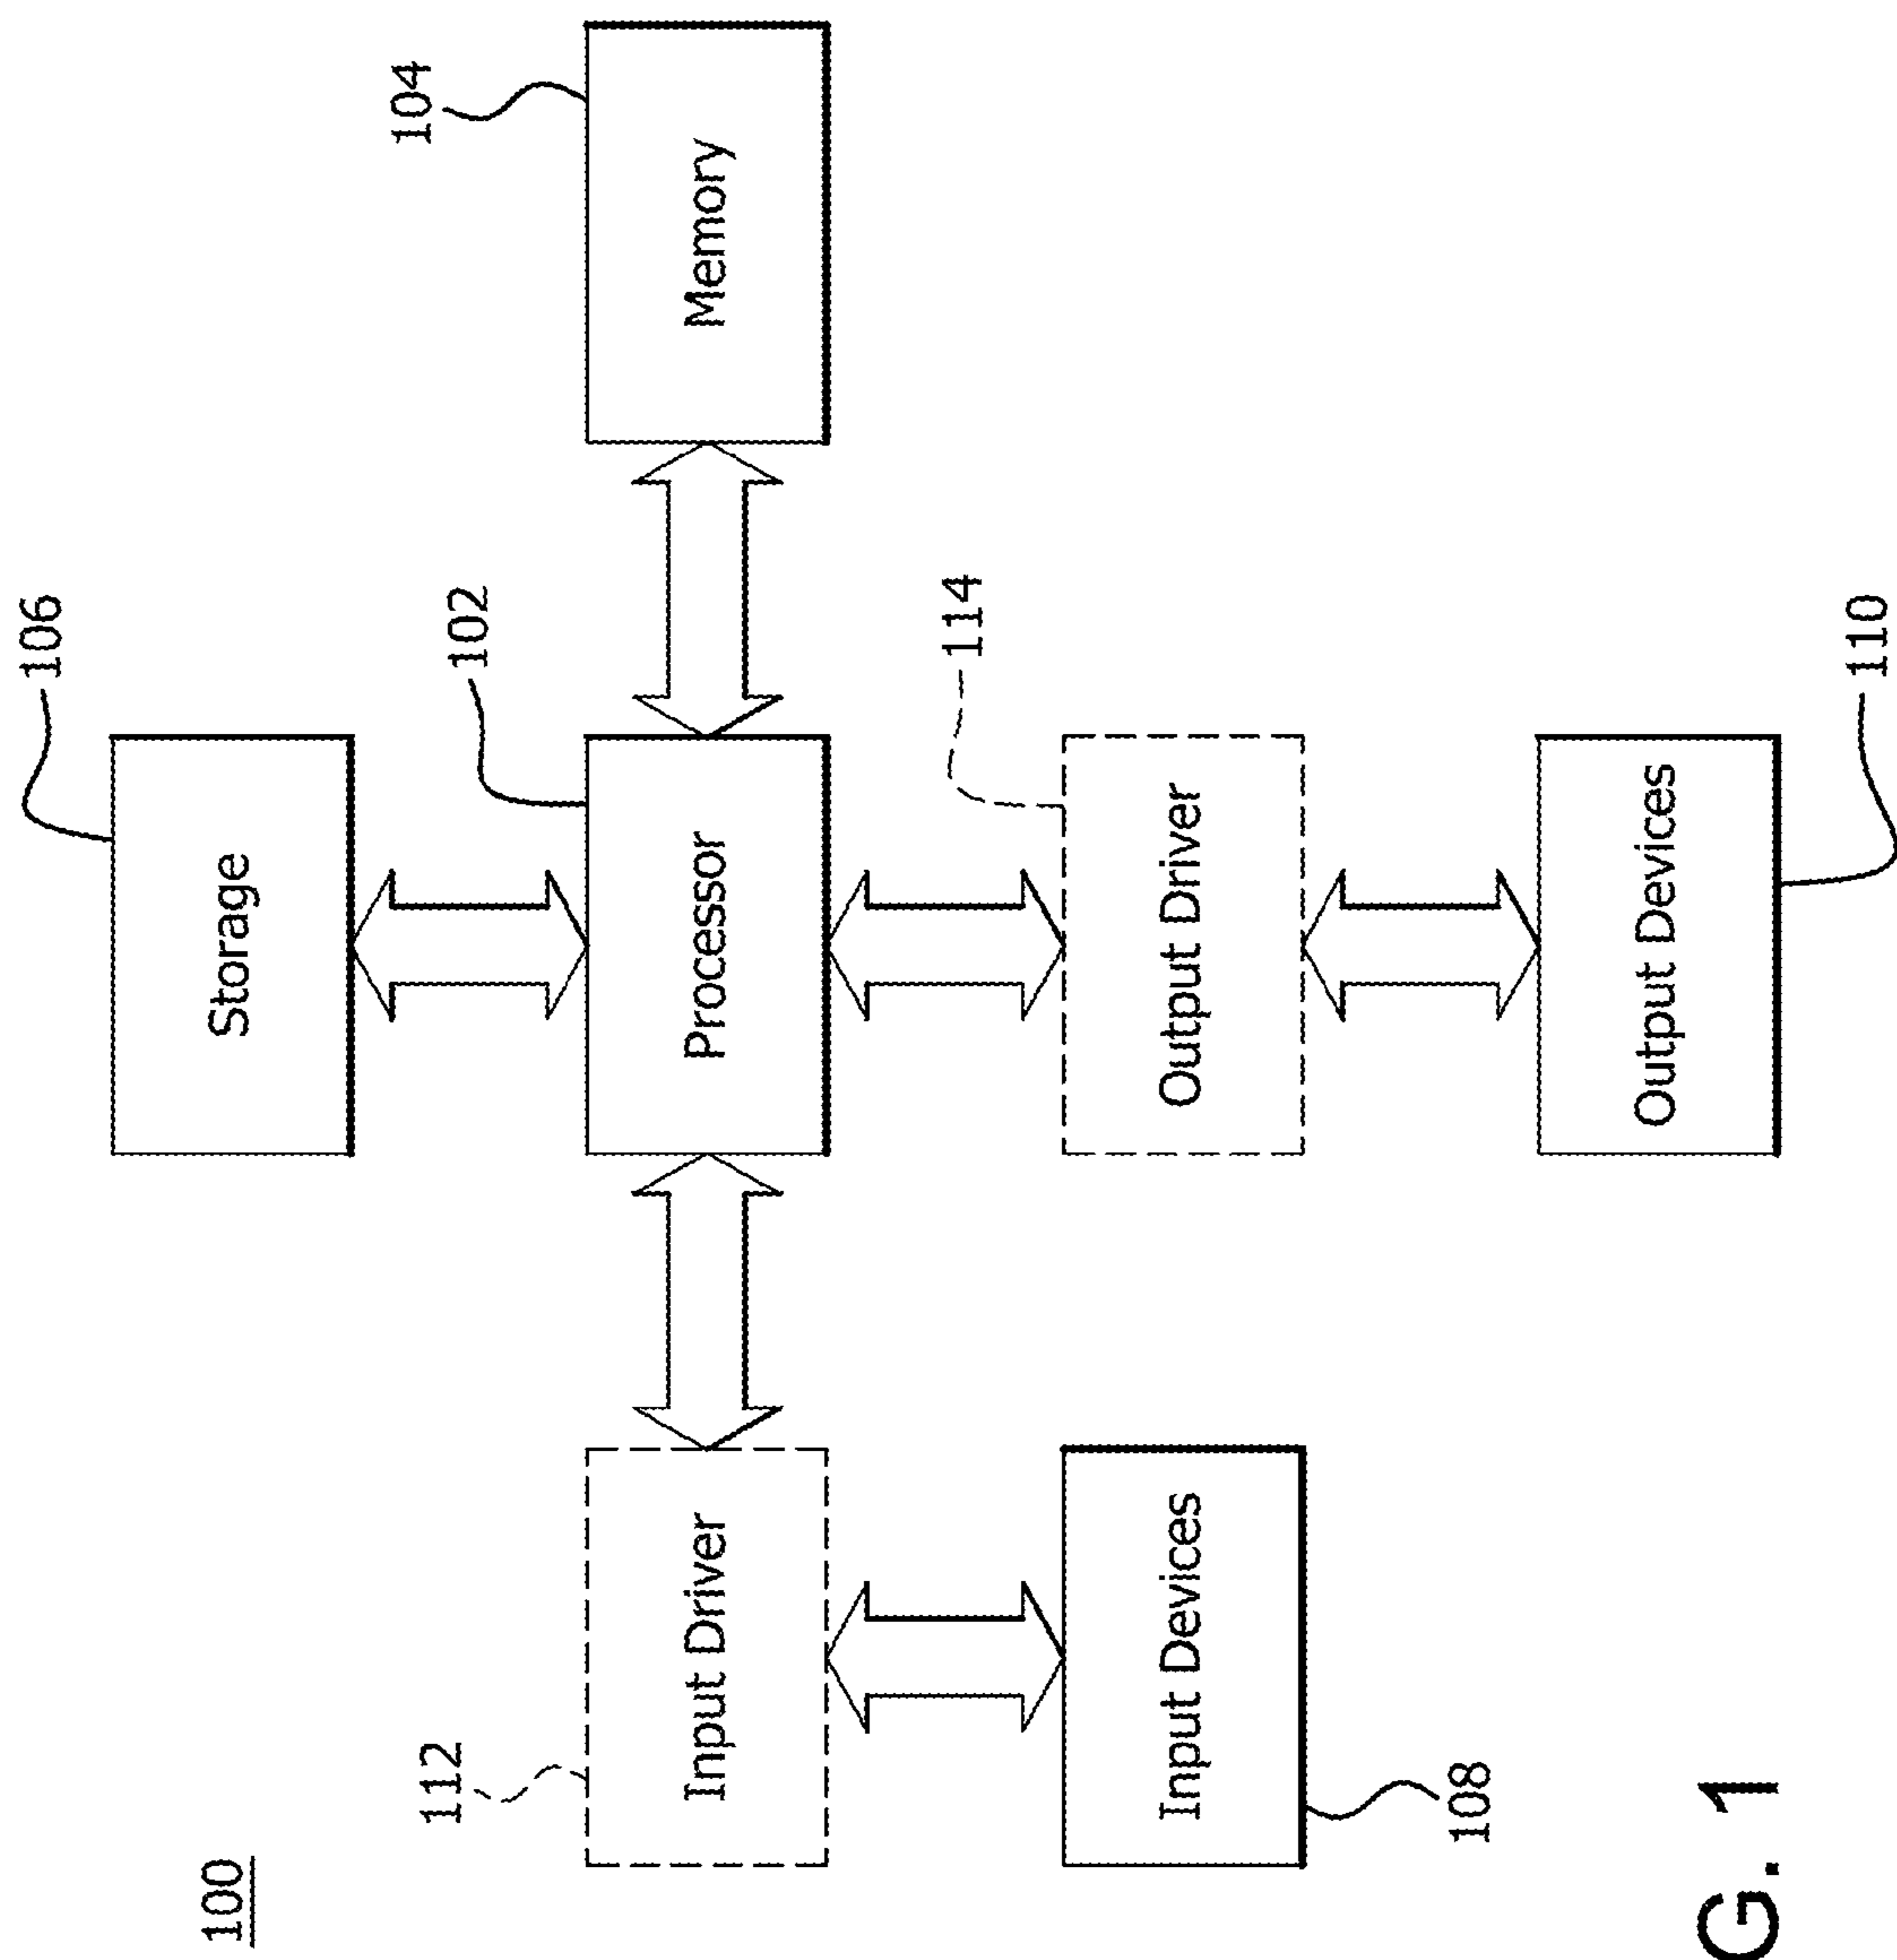 106
100
Storage
104
112
102
Input Driver
Processor
Memory
114
Input Devices
Output Driver
108
Output Devices
G. 1
110